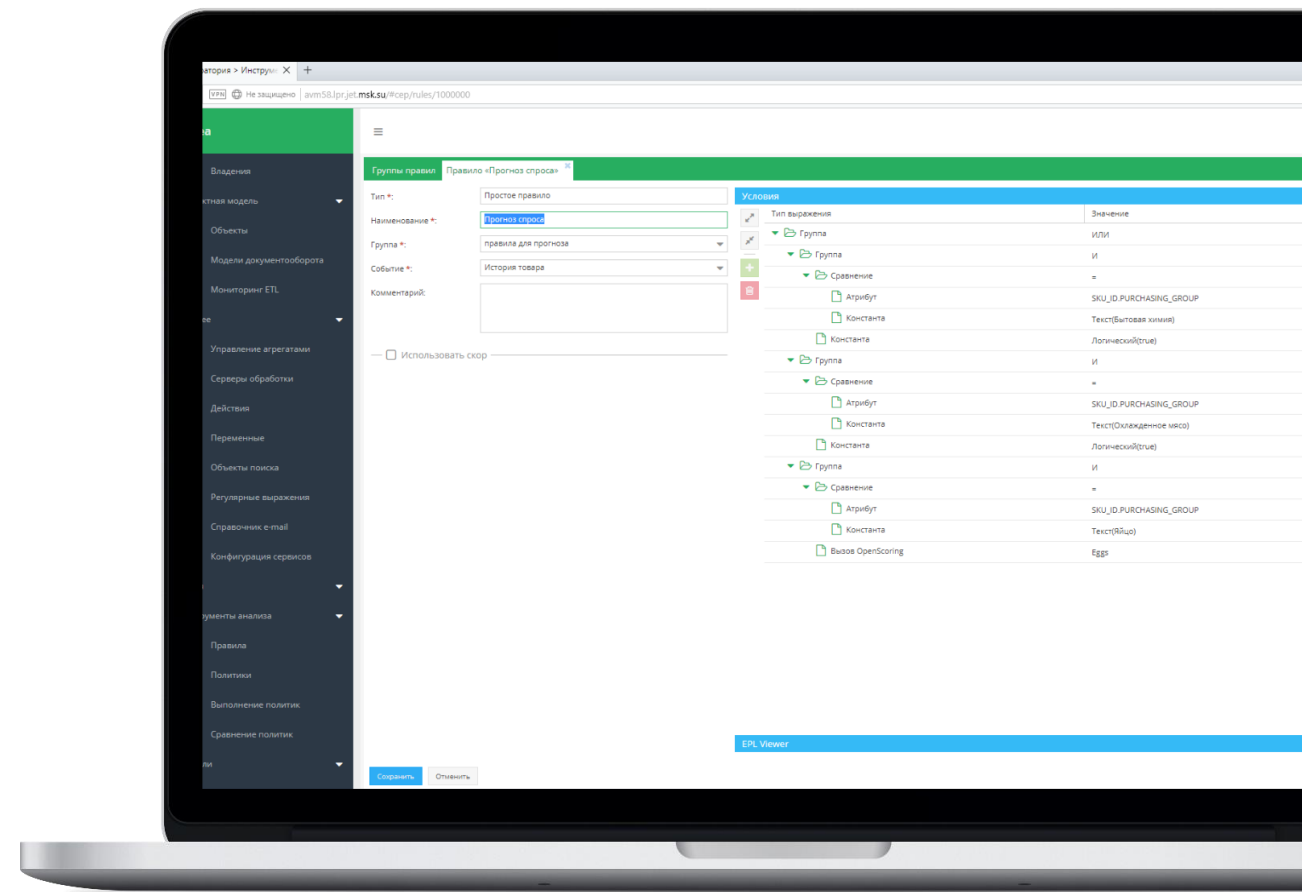 атория > Инструме
VPN Не защищено avm58.lpr.jet.msk.su/#cep/rules/1000000
Владения
ктная модель
Объекты
Модели документооборота
Мониторинг ETL
ее
Управление агрегатами
Серверы обработки
Действия
Переменные
Объекты поиска
Регулярные выражения
Справочник e-mail
Конфигурация сервисов
ументы анализа
Правила
Политики
Выполнение политик
Сравнение политик
ли
Группы правил Правило «Прогноз спроса»
Тип *: Простое правило
Наименование *: Прогноз спроса
Группа *: правила для прогноза
Событие *: История товара
Комментарий:
Использовать скор
Сохранить Отменить
Условия
Тип выражения Значение
Группа ИЛИ
Группа И
Сравнение =
Атрибут SKU_ID.PURCHASING_GROUP
Константа Текст(Бытовая химия)
Константа Логический(true)
Группа И
Сравнение =
Атрибут SKU_ID.PURCHASING_GROUP
Константа Текст(Охлажденное мясо)
Константа Логический(true)
Группа И
Сравнение =
Атрибут SKU_ID.PURCHASING_GROUP
Константа Текст(Яйцо)
Вызов OpenScoring Eggs
EPL Viewer